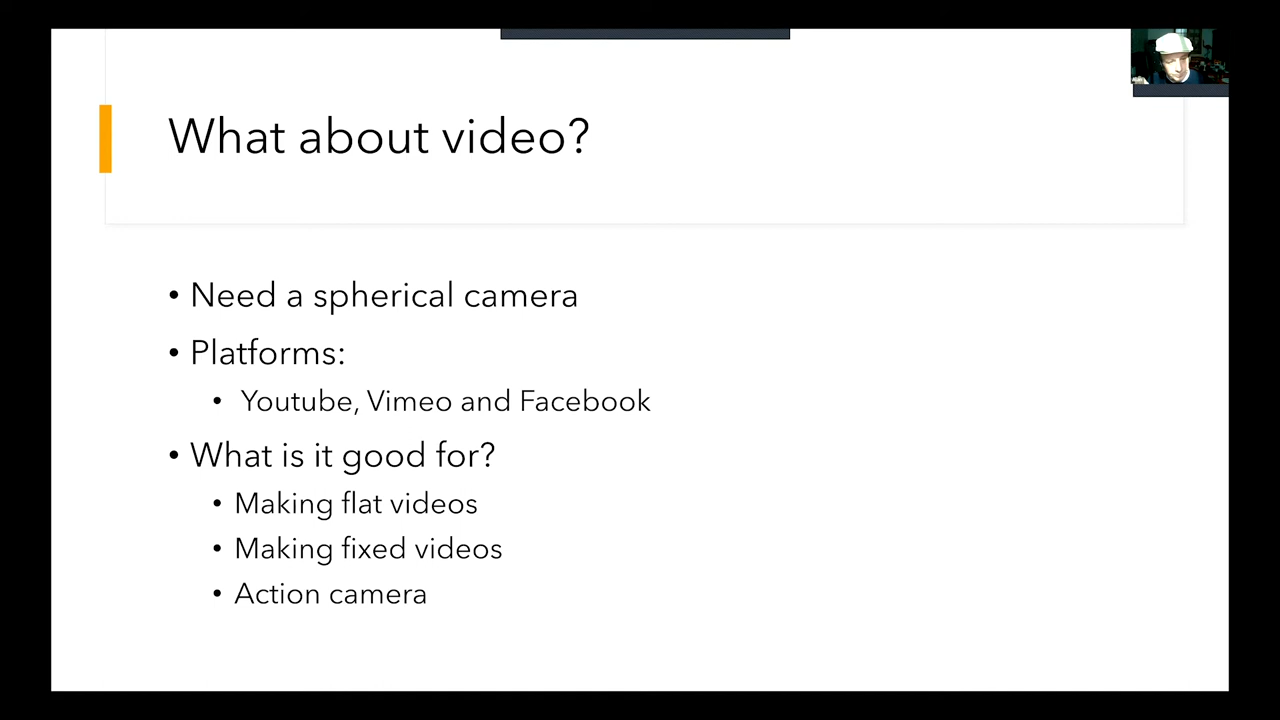 What about video?
• Need a spherical camera
• Platforms:
• Youtube, Vimeo and Facebook
• What is it good for?
• Making flat videos
• Making fixed videos
• Action camera